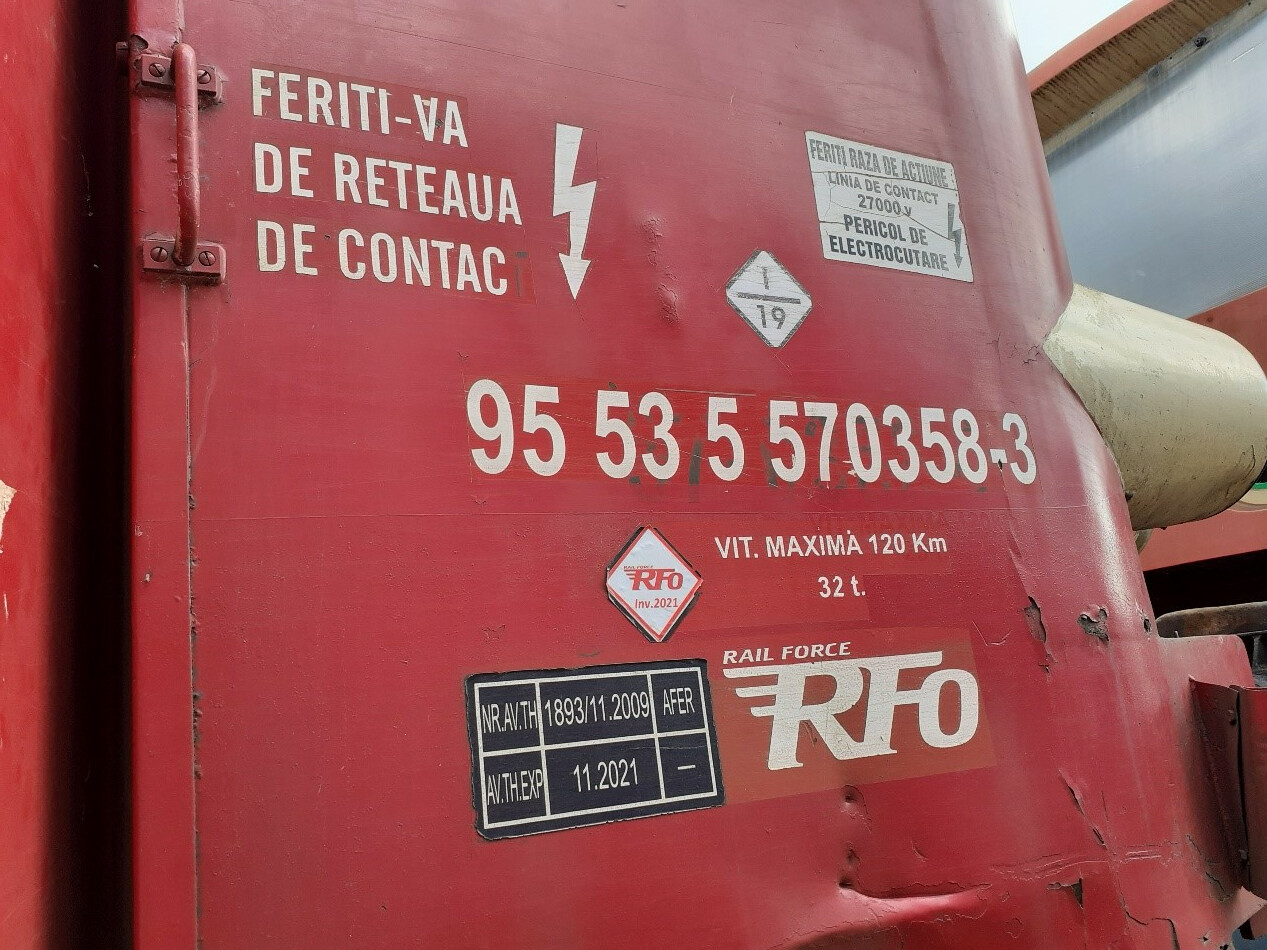 FERITI-VA
DE RETEAUA
DE CONTACT
FERITI RAZA DE ACTIUNE
LINIA DE CONTACT
27000 V
PERICOL DE
ELECTROCUTARE
I
19
95 53 5 570358-3
VIT. MAXIMĂ 120 Km
32 t.
RAIL FORCE
RFO
Inv.2021
RAIL FORCE
RFO
NR.AV.TH 1893/11.2009 AFER
AV.TH.EXP 11.2021 –